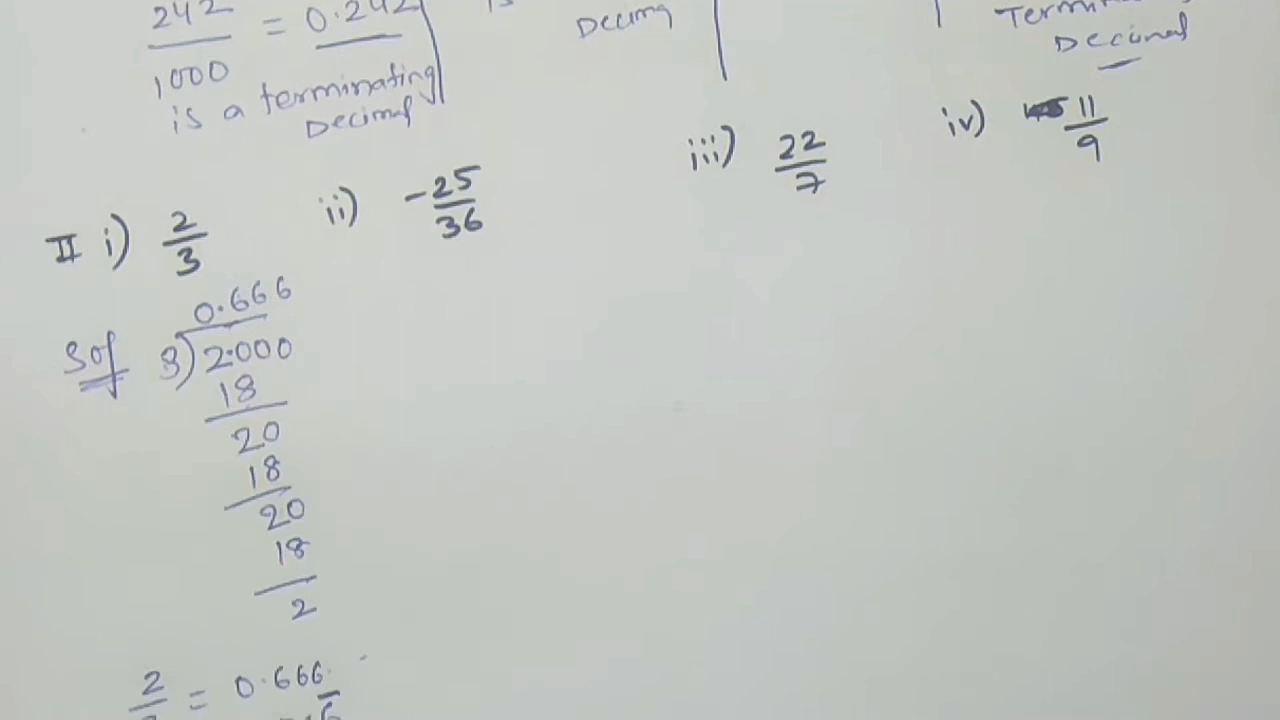 242
1000 = 0.242
is a terminating
Decimal
Decimal
II i) 2/3 ii) -25/36 iii) 22/7 iv) 11/9
Sol 3)2.000
0.666
18
20
18
20
18
2
2 = 0.666